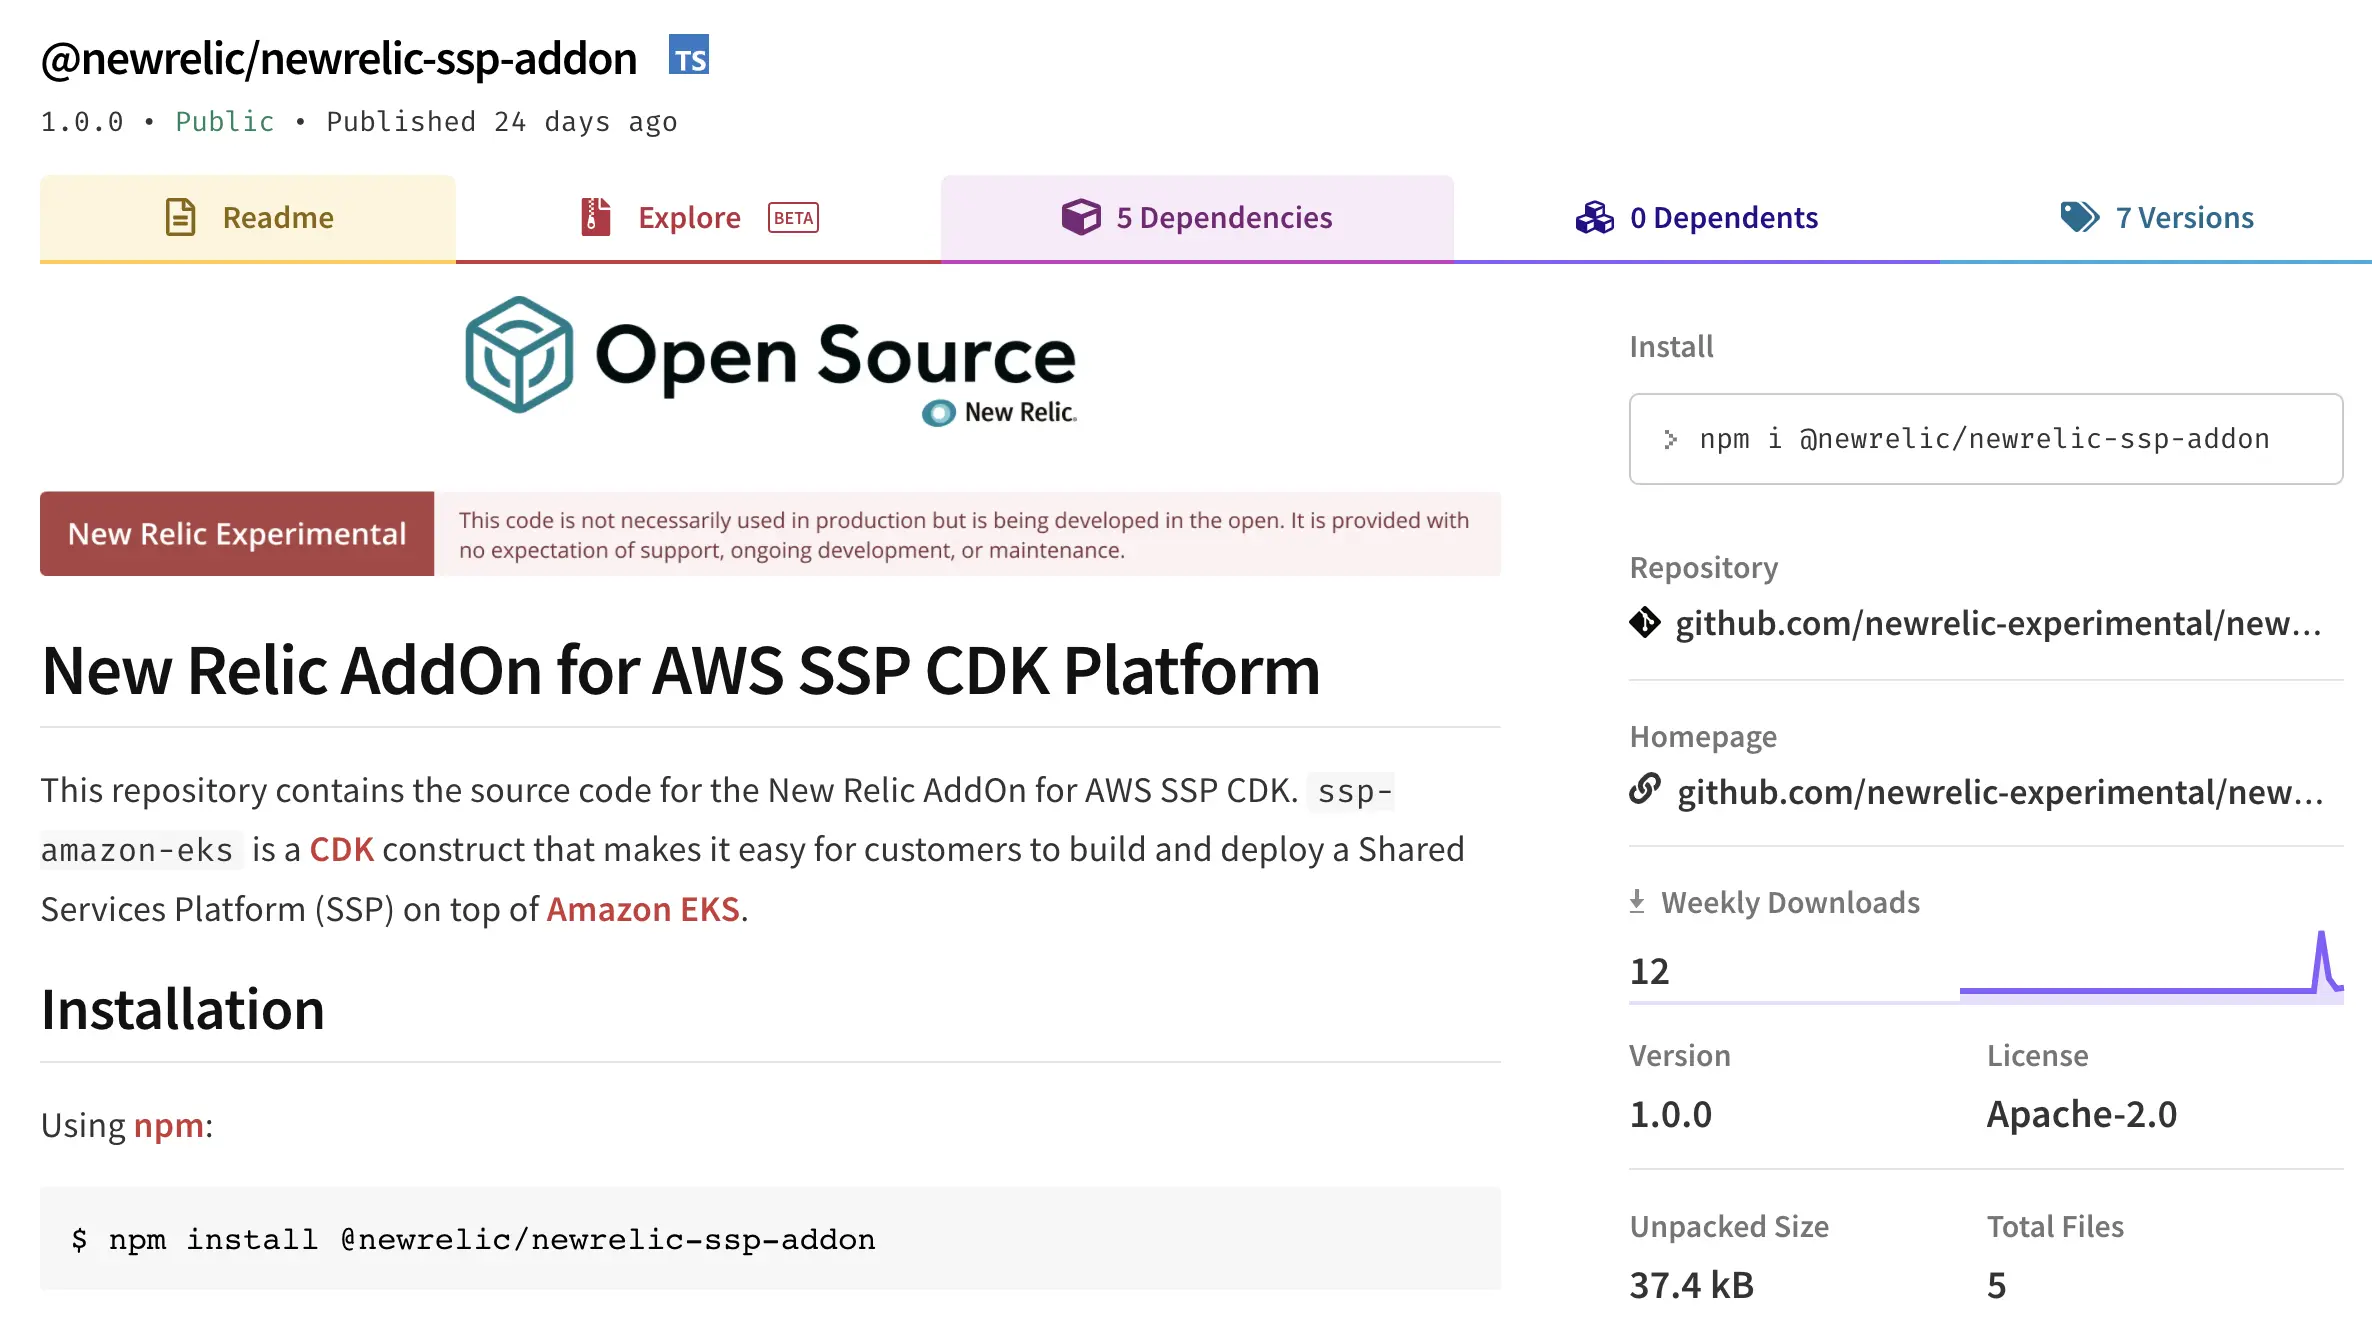 @newrelic/newrelic-ssp-addon TS
1.0.0 • Public • Published 24 days ago
Readme
Explore BETA
5 Dependencies
0 Dependents
7 Versions
Open Source
New Relic.
New Relic Experimental
This code is not necessarily used in production but is being developed in the open. It is provided with
no expectation of support, ongoing development, or maintenance.
New Relic AddOn for AWS SSP CDK Platform
This repository contains the source code for the New Relic AddOn for AWS SSP CDK. ssp-
amazon-eks is a CDK construct that makes it easy for customers to build and deploy a Shared
Services Platform (SSP) on top of Amazon EKS.
Installation
Using npm:
$ npm install @newrelic/newrelic-ssp-addon
Install
> npm i @newrelic/newrelic-ssp-addon
Repository
github.com/newrelic-experimental/new...
Homepage
github.com/newrelic-experimental/new...
Weekly Downloads
12
Version
1.0.0
License
Apache-2.0
Unpacked Size
37.4 kB
Total Files
5